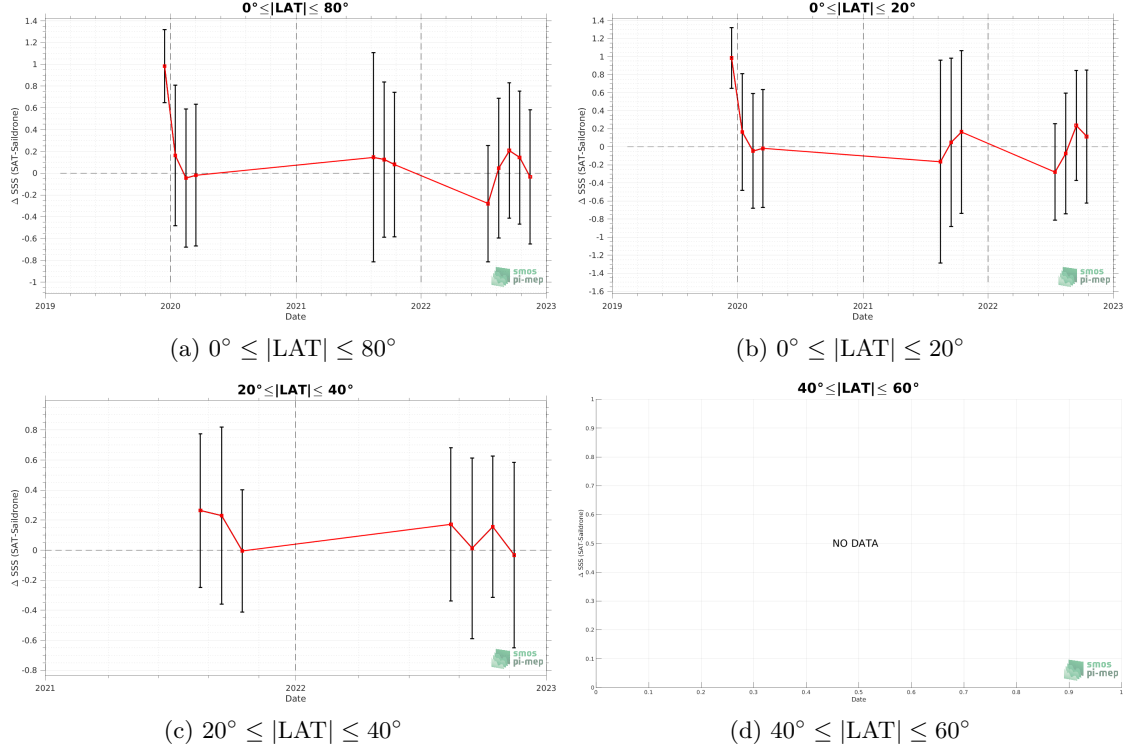 0°≤|LAT|≤ 80°
1.4
1.2
1
0.8
0.6
0.4
0.2
0
-0.2
-0.4
-0.6
-0.8
-1
Δ SSS (SAT-Saildrone)
2019
2020
2021
2022
2023
Date
smos
pi-mep
(a) 0° ≤ |LAT| ≤ 80°
0°≤|LAT|≤ 20°
1.4
1.2
1
0.8
0.6
0.4
0.2
0
-0.2
-0.4
-0.6
-0.8
-1
-1.2
-1.4
-1.6
Δ SSS (SAT-Saildrone)
2019
2020
2021
2022
2023
Date
smos
pi-mep
(b) 0° ≤ |LAT| ≤ 20°
20°≤|LAT|≤ 40°
0.8
0.6
0.4
0.2
0
-0.2
-0.4
-0.6
-0.8
Δ SSS (SAT-Saildrone)
2021
2022
2023
Date
smos
pi-mep
(c) 20° ≤ |LAT| ≤ 40°
40°≤|LAT|≤ 60°
1
0.9
0.8
0.7
0.6
0.5
0.4
0.3
0.2
0.1
0
Δ SSS (SAT-Saildrone)
NO DATA
0 0.1 0.2 0.3 0.4 0.5 0.6 0.7 0.8 0.9 1
Date
smos
pi-mep
(d) 40° ≤ |LAT| ≤ 60°